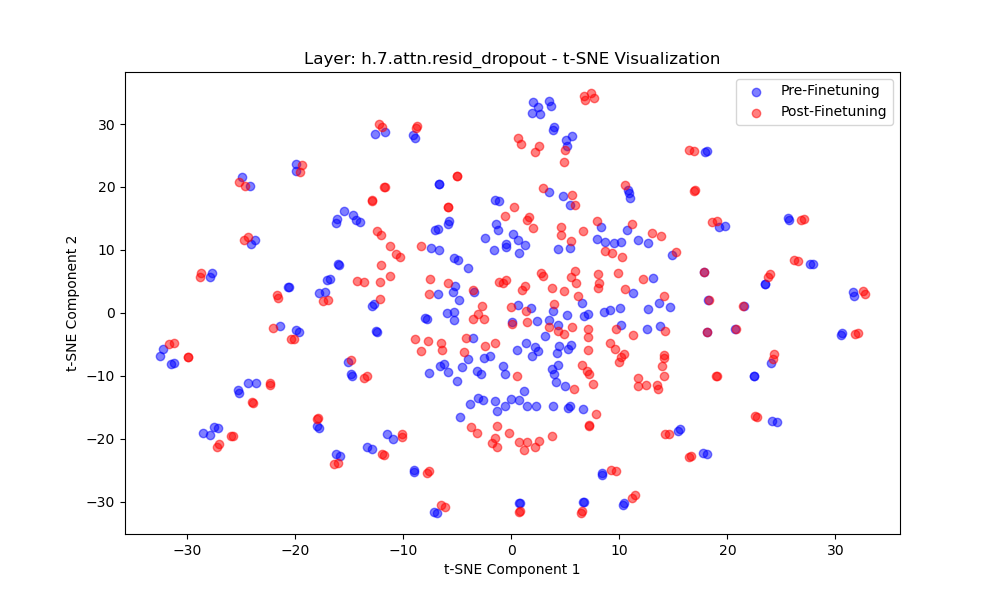 Layer: h.7.attn.resid_dropout - t-SNE Visualization
Pre-Finetuning
Post-Finetuning
t-SNE Component 2
30
20
10
0
−10
−20
−30
−30
−20
−10
0
10
20
30
t-SNE Component 1